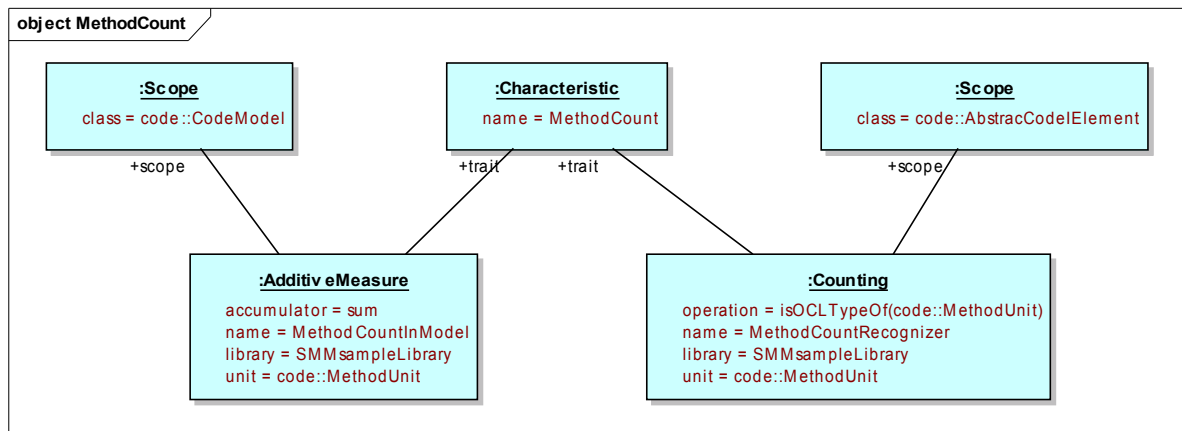 object MethodCount
:Scope
class = code::CodeModel
:Characteristic
name = MethodCount
:Scope
class = code::AbstracCodelElement
+scope
+trait
+trait
+scope
:AdditiveMeasure
accumulator = sum
name = MethodCountInModel
library = SMMsampleLibrary
unit = code::MethodUnit
:Counting
operation = isOCLTypeOf(code::MethodUnit)
name = MethodCountRecognizer
library = SMMsampleLibrary
unit = code::MethodUnit